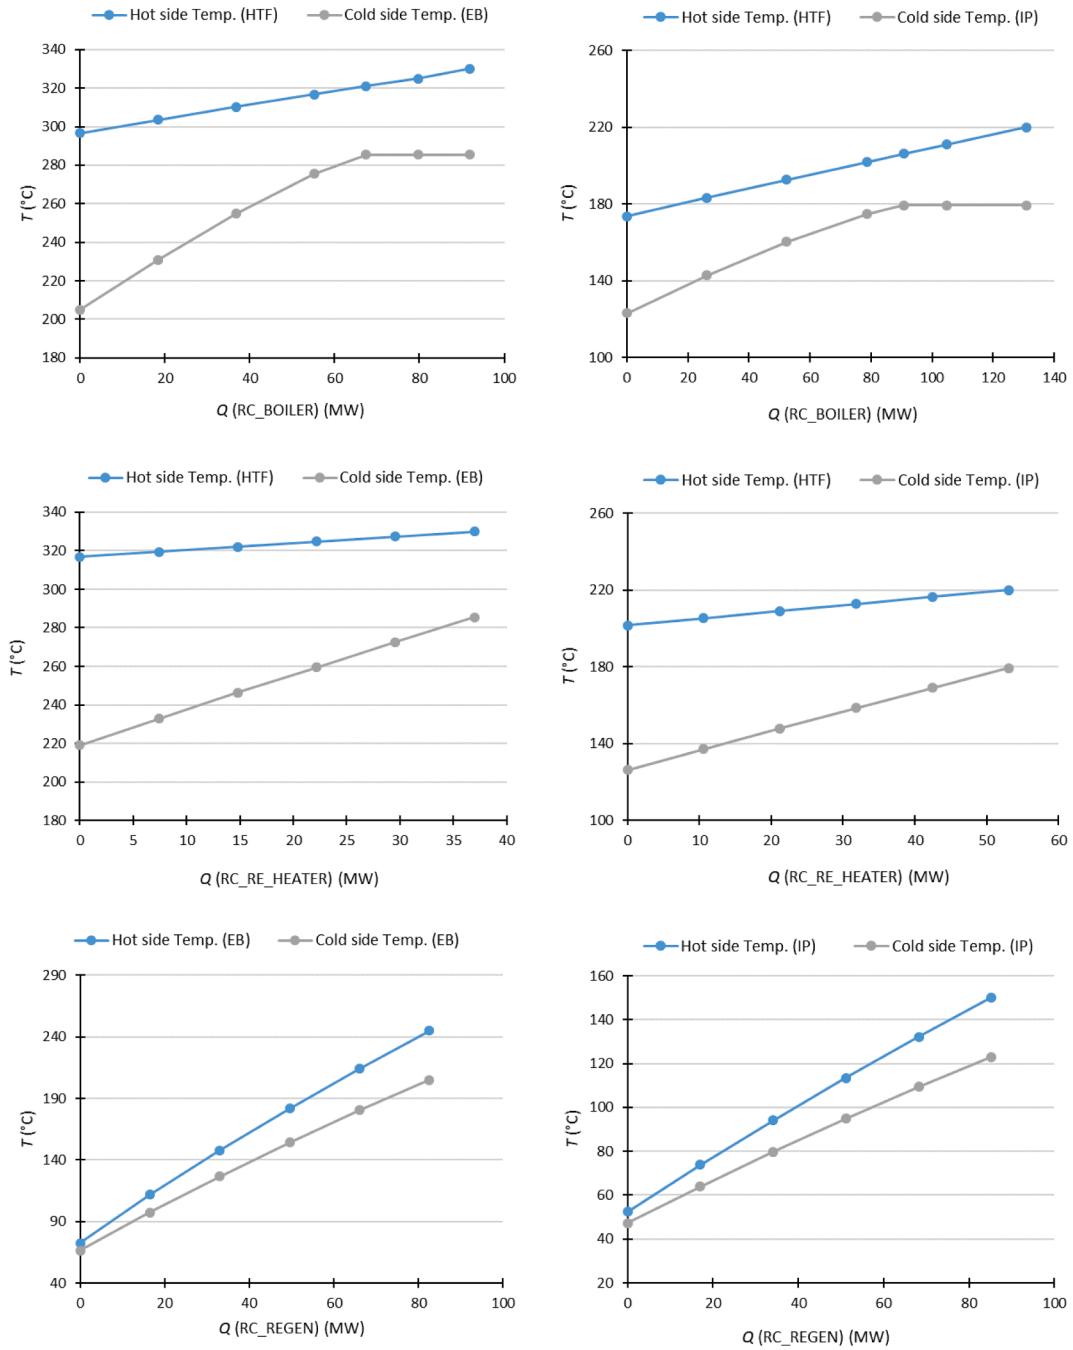 Hot side Temp. (HTF) Cold side Temp. (EB)
340
320
300
280
260
240
220
200
180
T (°C)
0 20 40 60 80 100
Q (RC_BOILER) (MW)
Hot side Temp. (HTF) Cold side Temp. (IP)
260
220
180
140
100
T (°C)
0 20 40 60 80 100 120 140
Q (RC_BOILER) (MW)
Hot side Temp. (HTF) Cold side Temp. (EB)
340
320
300
280
260
240
220
200
180
T (°C)
0 5 10 15 20 25 30 35 40
Q (RC_RE_HEATER) (MW)
Hot side Temp. (HTF) Cold side Temp. (IP)
260
220
180
140
100
T (°C)
0 10 20 30 40 50 60
Q (RC_RE_HEATER) (MW)
Hot side Temp. (EB) Cold side Temp. (EB)
290
240
190
140
90
40
T (°C)
0 20 40 60 80 100
Q (RC_REGEN) (MW)
Hot side Temp. (IP) Cold side Temp. (IP)
160
140
120
100
80
60
40
20
T (°C)
0 20 40 60 80 100
Q (RC_REGEN) (MW)